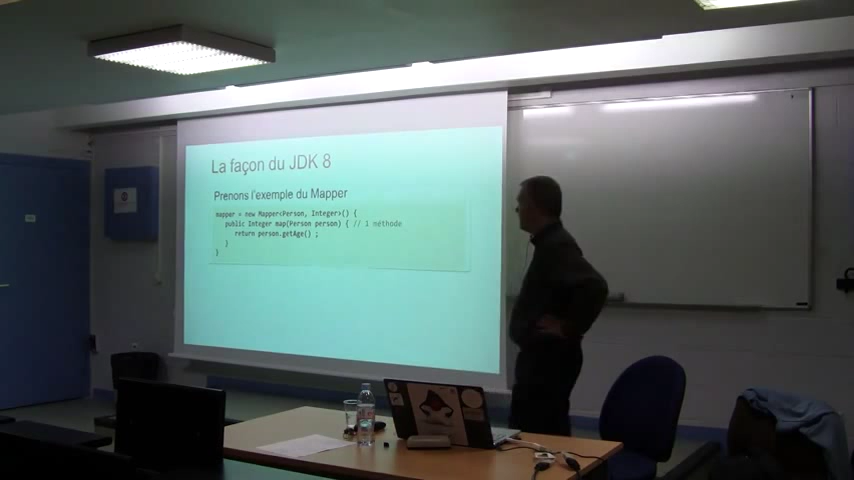 La façon du JDK 8
Prenons l'exemple du Mapper
mapper = new Mapper<Person, Integer>() {
public Integer map(Person person) { // 1 méthode
return person.getAge() ;
}
}